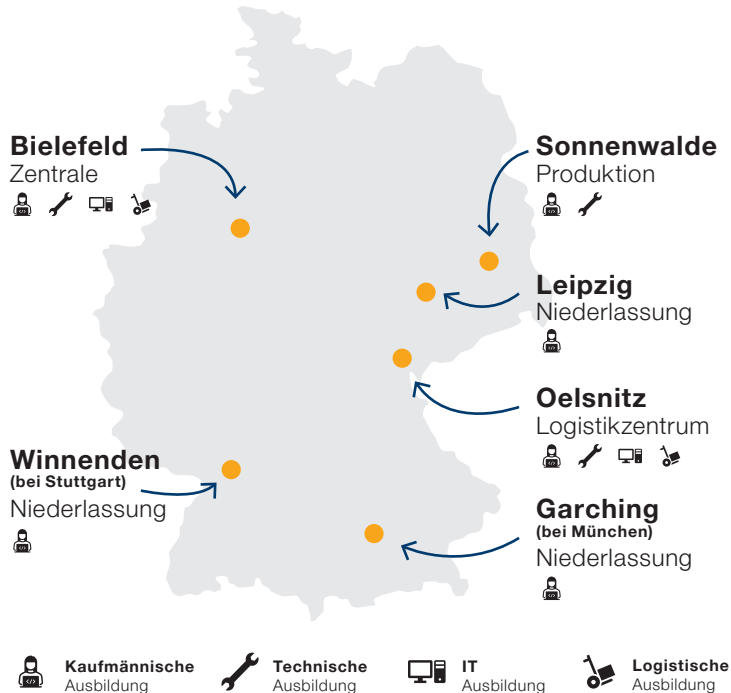 Bielefeld
Zentrale
Sonnenwalde
Produktion
Leipzig
Niederlassung
Oelsnitz
Logistikzentrum
Winnenden
(bei Stuttgart)
Niederlassung
Garching
(bei München)
Niederlassung
Kaufmännische
Ausbildung
Technische
Ausbildung
IT
Ausbildung
Logistische
Ausbildung